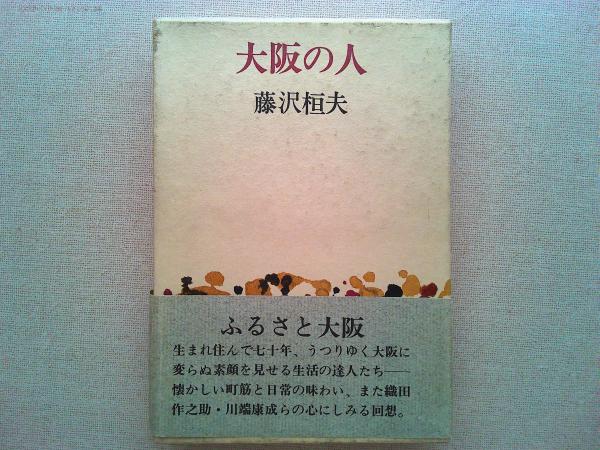 大阪の人
藤沢桓夫
ふるさと大阪
生まれ住んで七十年、うつりゆく大阪に
変らぬ素顔を見せる生活の達人たち——
懐かしい町筋と日常の味わい、また織田
作之助・川端康成らの心にしみる回想。